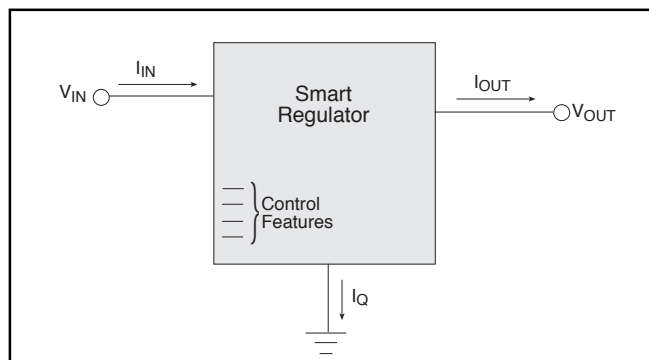 I_IN
V_IN
Smart
Regulator
I_OUT
V_OUT
Control
Features
I_Q